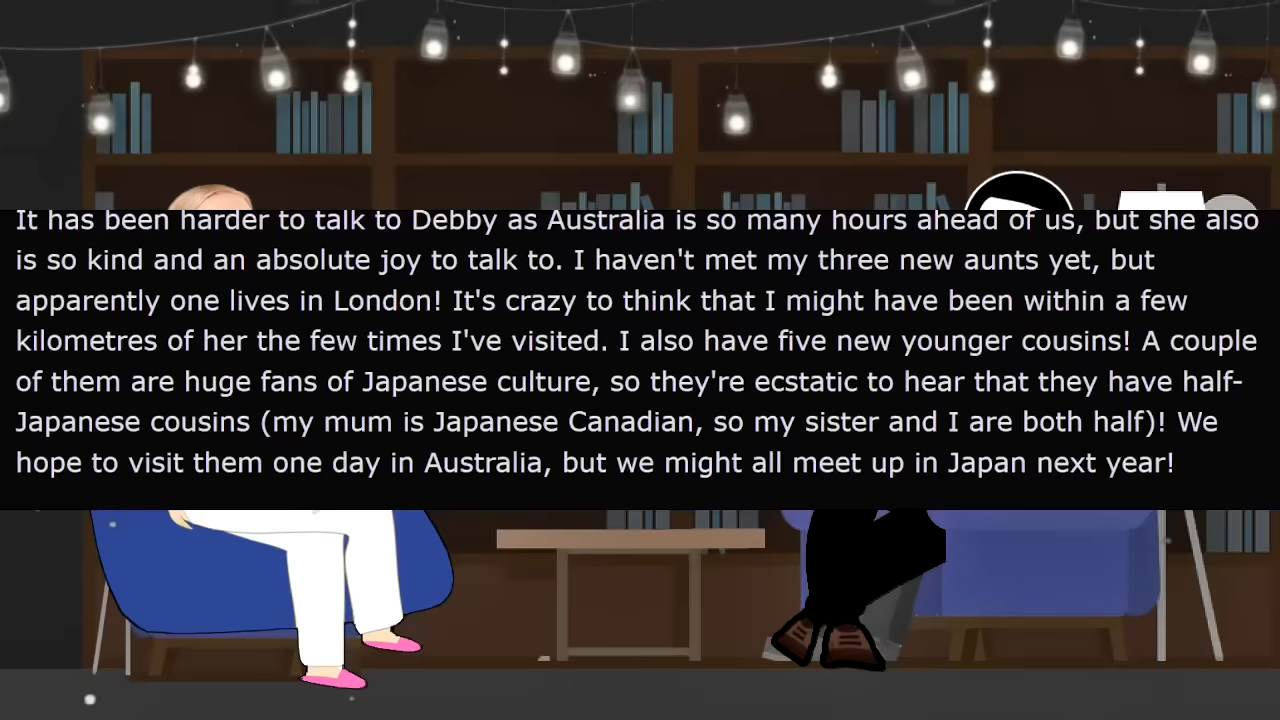 It has been harder to talk to Debby as Australia is so many hours ahead of us, but she also
is so kind and an absolute joy to talk to. I haven't met my three new aunts yet, but
apparently one lives in London! It's crazy to think that I might have been within a few
kilometres of her the few times I've visited. I also have five new younger cousins! A couple
of them are huge fans of Japanese culture, so they're ecstatic to hear that they have half-
Japanese cousins (my mum is Japanese Canadian, so my sister and I are both half)! We
hope to visit them one day in Australia, but we might all meet up in Japan next year!